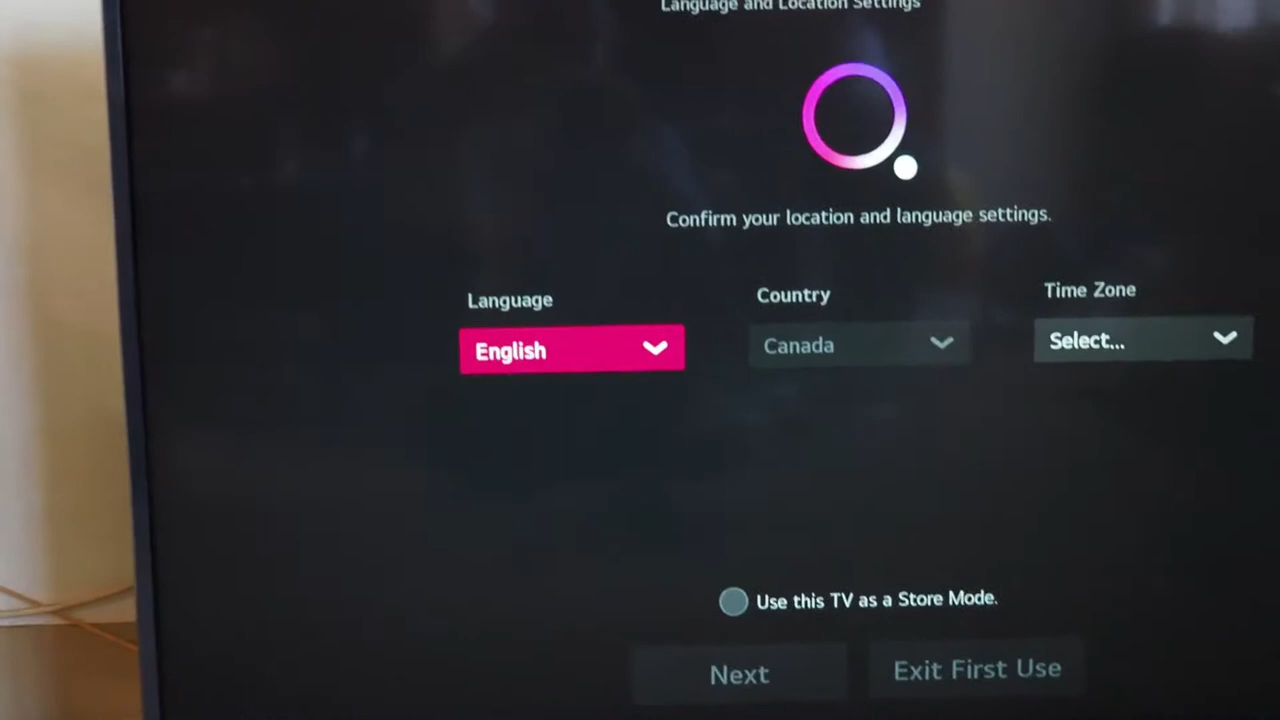 Language and Location Settings
Confirm your location and language settings.
Language
Country
Time Zone
English
Canada
Select...
Use this TV as a Store Mode.
Next
Exit First Use